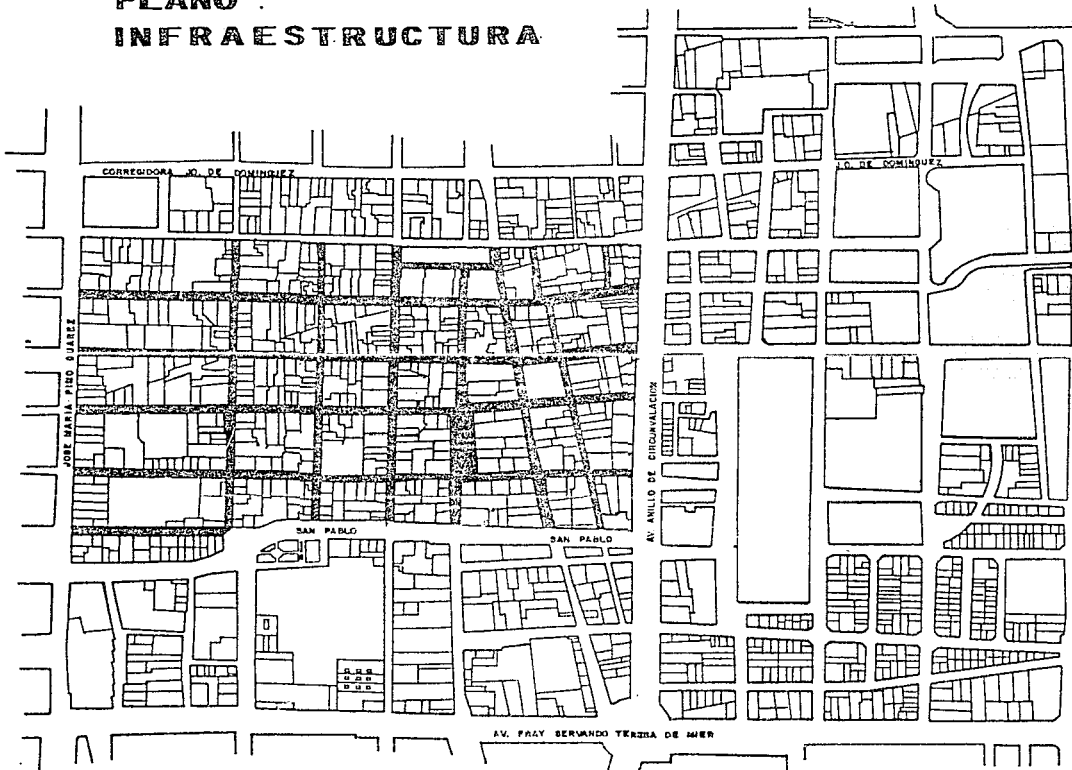 PLANO :
INFRAESTRUCTURA
CORREGIDORA JO. DE DOMINGUEZ
J.O. DE DOMINGUEZ
JOSE MARIA PINO SUAREZ
AV. ANILLO DE CIRCUNVALACION
SAN PABLO
SAN PABLO
AV. FRAY SERVANDO TERESA DE MIER